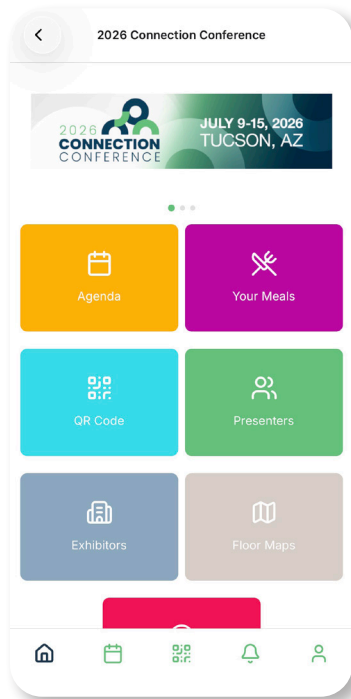 2026 Connection Conference
2026
CONNECTION
CONFERENCE
JULY 9-15, 2026
TUCSON, AZ
Agenda
Your Meals
QR Code
Presenters
Exhibitors
Floor Maps